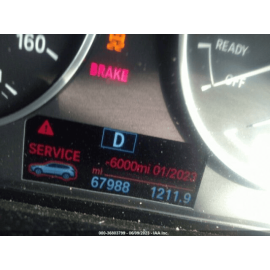 160
READY
OFF
BRAKE
D
SERVICE
-6000mi 01/2023
mi
67988
1211.9